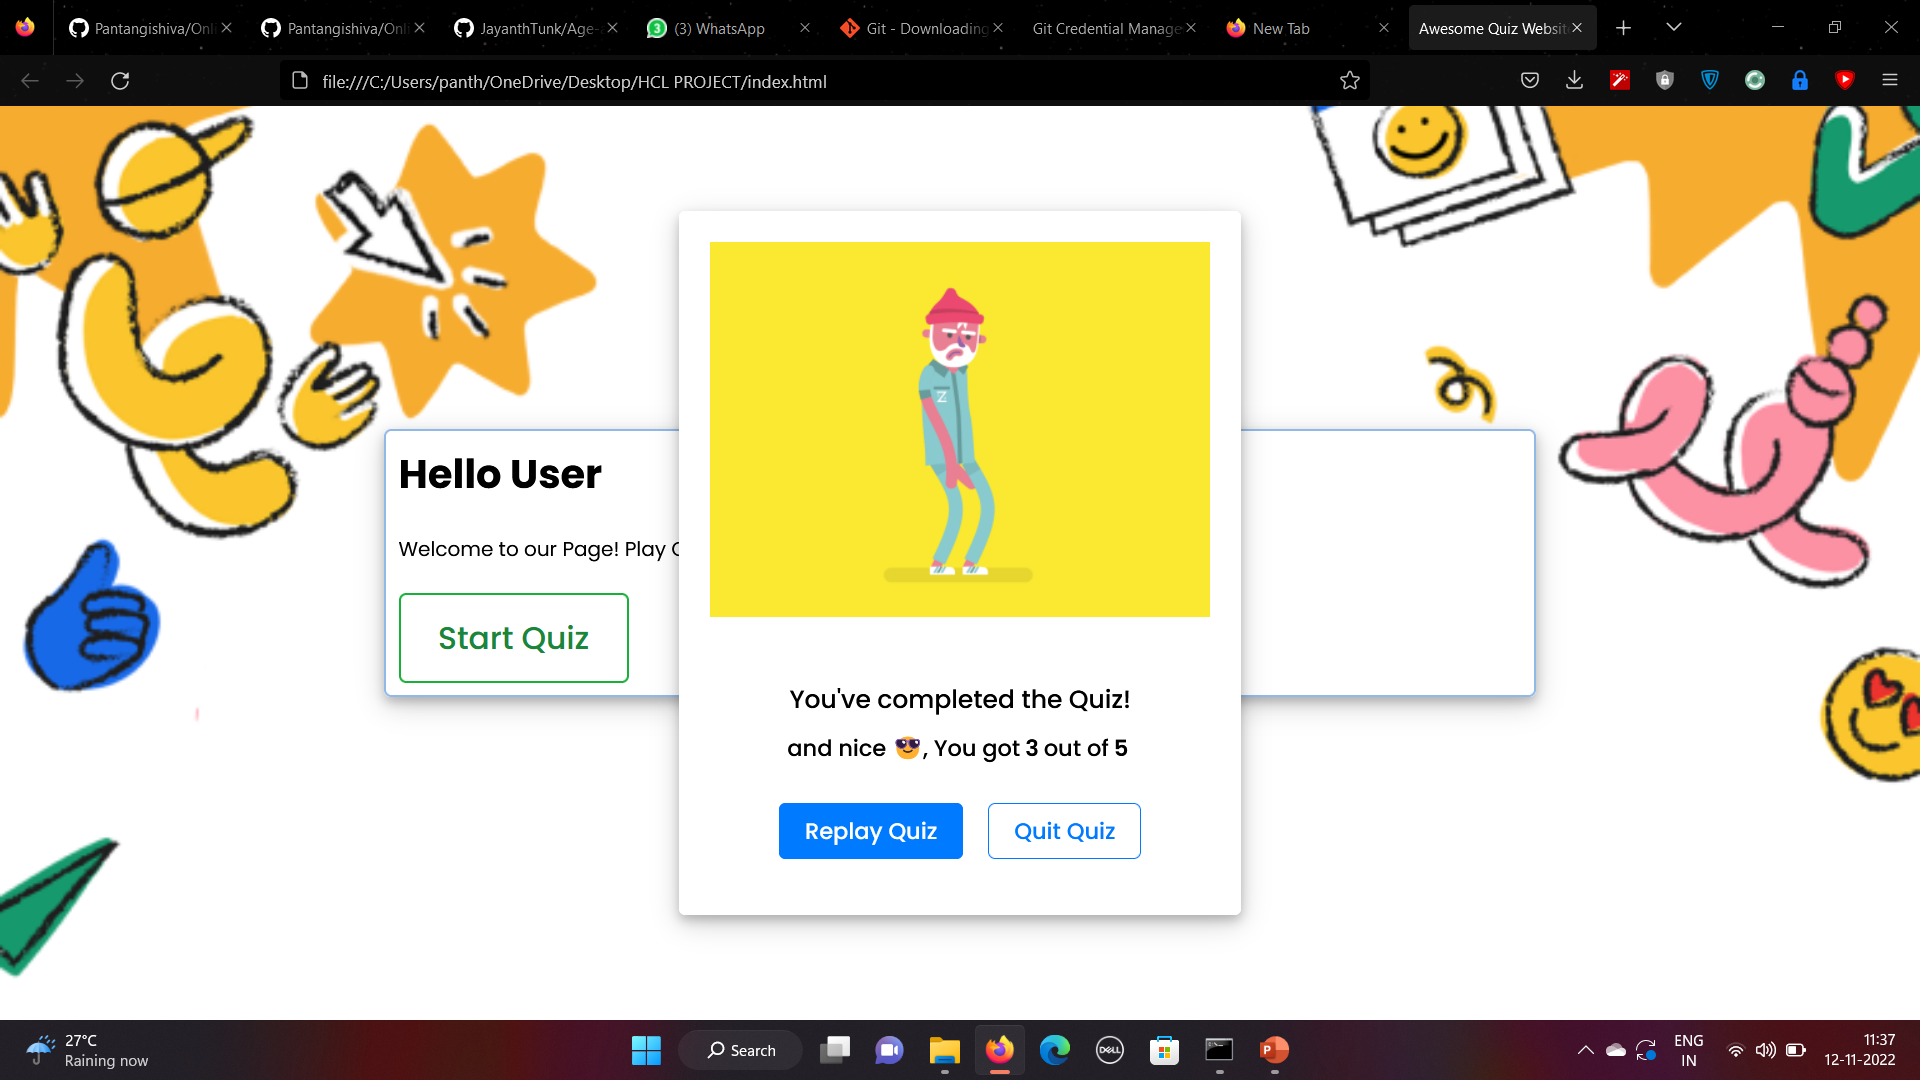 Pantangishiva/Onli
Pantangishiva/Onli
JayanthTunk/Age-
(3) WhatsApp
Git - Downloading
Git Credential Manage
New Tab
Awesome Quiz Websit
file:///C:/Users/panth/OneDrive/Desktop/HCL PROJECT/index.html
Z
Hello User
Welcome to our Page! Play
Start Quiz
You've completed the Quiz!
and nice 😎, You got 3 out of 5
Replay Quiz
Quit Quiz
27°C
Raining now
Search
DELL
ENG
IN
11:37
12-11-2022